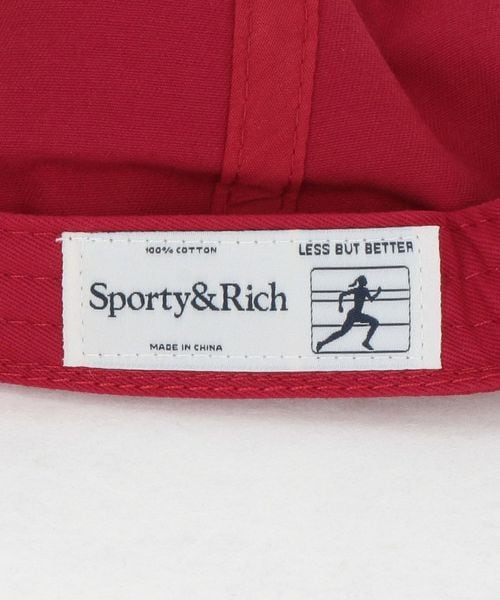 100% COTTON
LESS BUT BETTER
Sporty&Rich
MADE IN CHINA